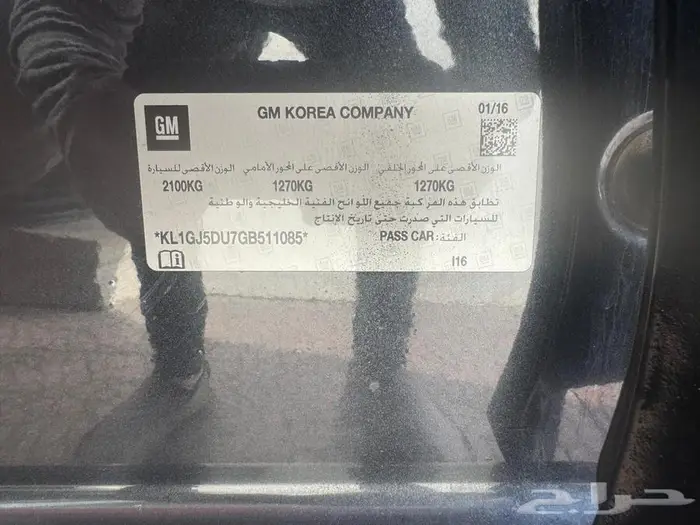 GM
GM KOREA COMPANY
01/16
الوزن الأقصى على المحور الخلفي الوزن الأقصى على المحور الأمامي الوزن الأقصى للسيارة
2100KG 1270KG 1270KG
تطابق هذه المركبة جميع اللوائح الفنية الخليجية والوطنية
للسيارات التي صدرت حتى تاريخ الإنتاج
*KL1GJ5DU7GB511085* PASS CAR: الفئة
I16
حراج